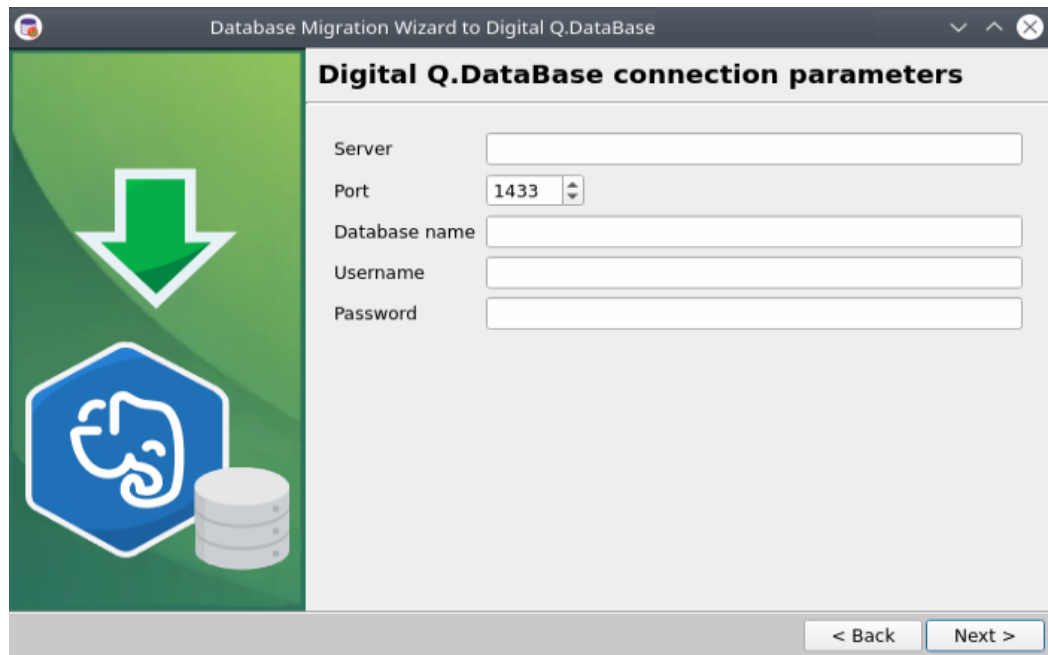 Database Migration Wizard to Digital Q.DataBase
Digital Q.DataBase connection parameters
Server
Port 1433
Database name
Username
Password
< Back Next >